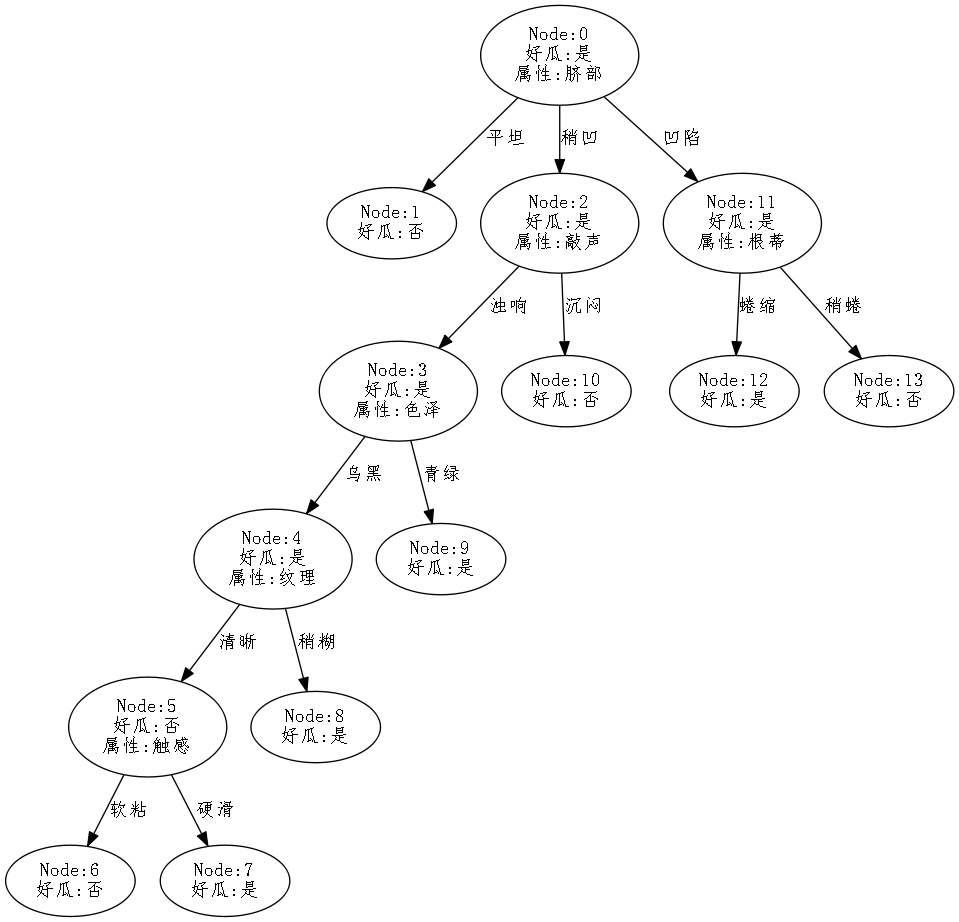 Node:0
好瓜:是
属性:脐部
平坦
稍凹
凹陷
Node:1
好瓜:否
Node:2
好瓜:是
属性:敲声
Node:11
好瓜:是
属性:根蒂
浊响
沉闷
蜷缩
稍蜷
Node:3
好瓜:是
属性:色泽
Node:10
好瓜:否
Node:12
好瓜:是
Node:13
好瓜:否
乌黑
青绿
Node:4
好瓜:是
属性:纹理
Node:9
好瓜:是
清晰
稍糊
Node:5
好瓜:否
属性:触感
Node:8
好瓜:是
软粘
硬滑
Node:6
好瓜:否
Node:7
好瓜:是